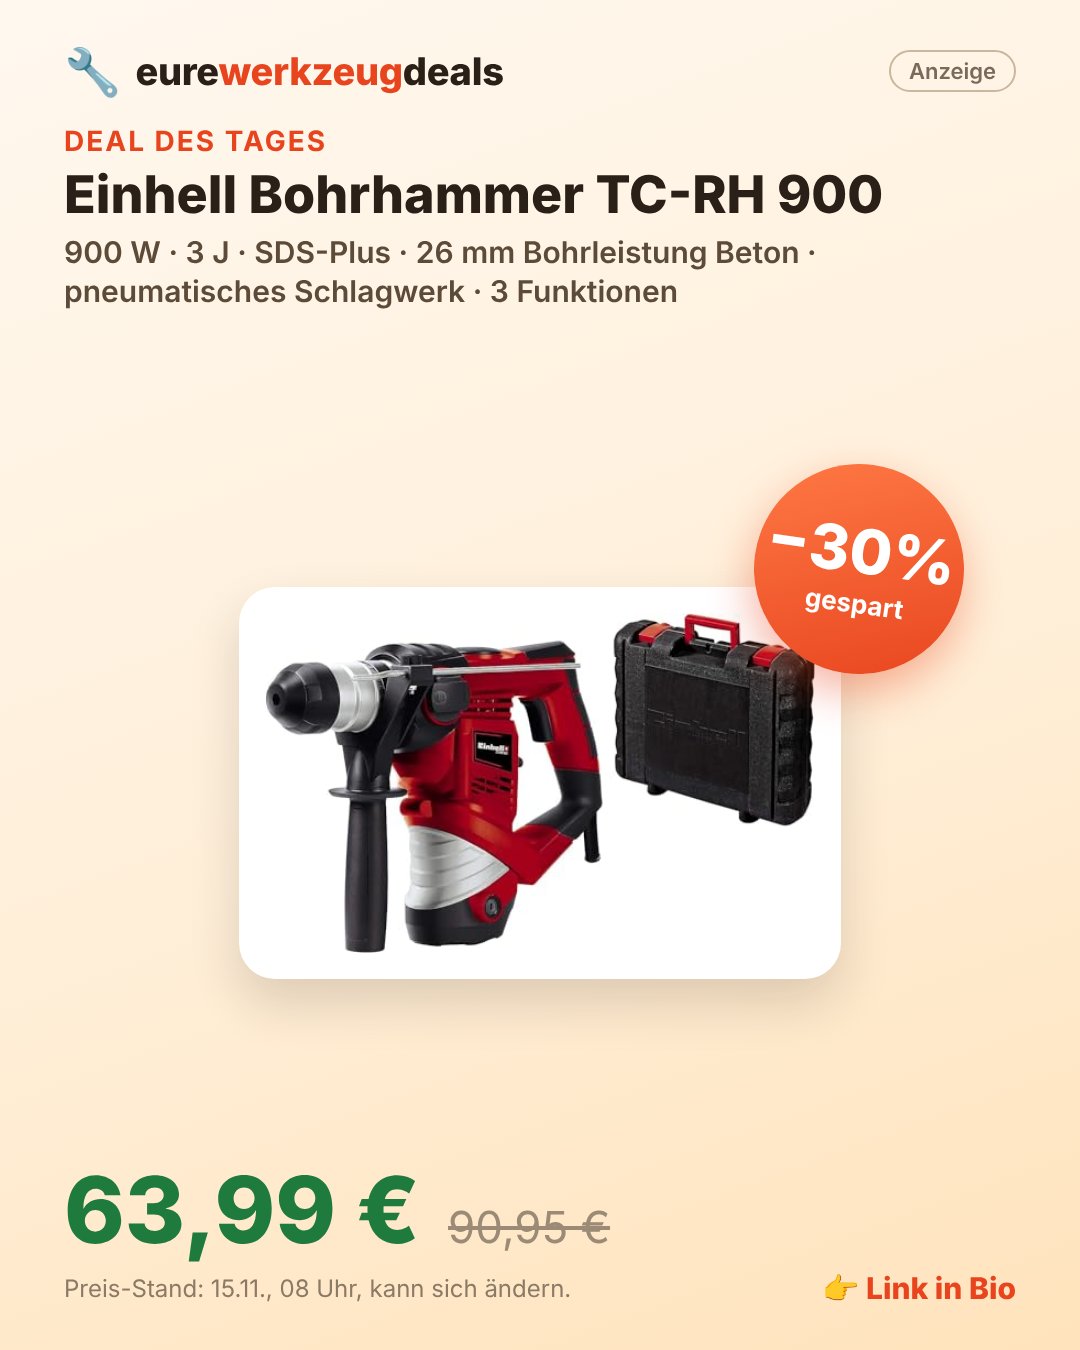 eurewerkzeugdeals
Anzeige
DEAL DES TAGES
Einhell Bohrhammer TC-RH 900
900 W · 3 J · SDS-Plus · 26 mm Bohrleistung Beton ·
pneumatisches Schlagwerk · 3 Funktionen
−30%
gespart
Einhell
63,99 € 90,95 €
Preis-Stand: 15.11., 08 Uhr, kann sich ändern.
👉 Link in Bio